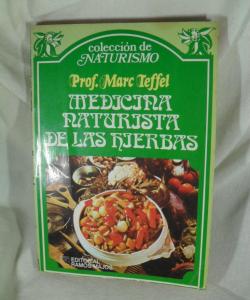 colección de
NATURISMO
Prof. Marc Teffel
MEDICINA
NATURISTA
DE LAS HIERBAS
EDITORIAL
RAMOS MAJOS